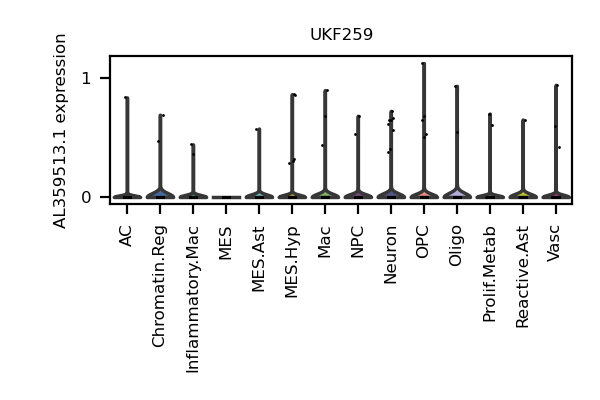 UKF259
AL359513.1 expression
1
0
AC
Chromatin.Reg
Inflammatory.Mac
MES
MES.Ast
MES.Hyp
Mac
NPC
Neuron
OPC
Oligo
Prolif.Metab
Reactive.Ast
Vasc